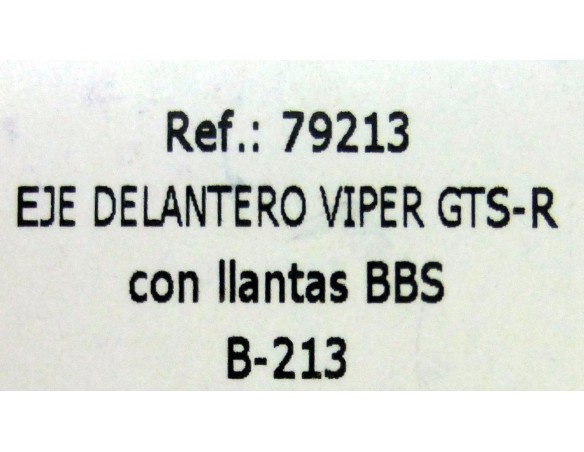 Ref.: 79213
EJE DELANTERO VIPER GTS-R
con llantas BBS
B-213